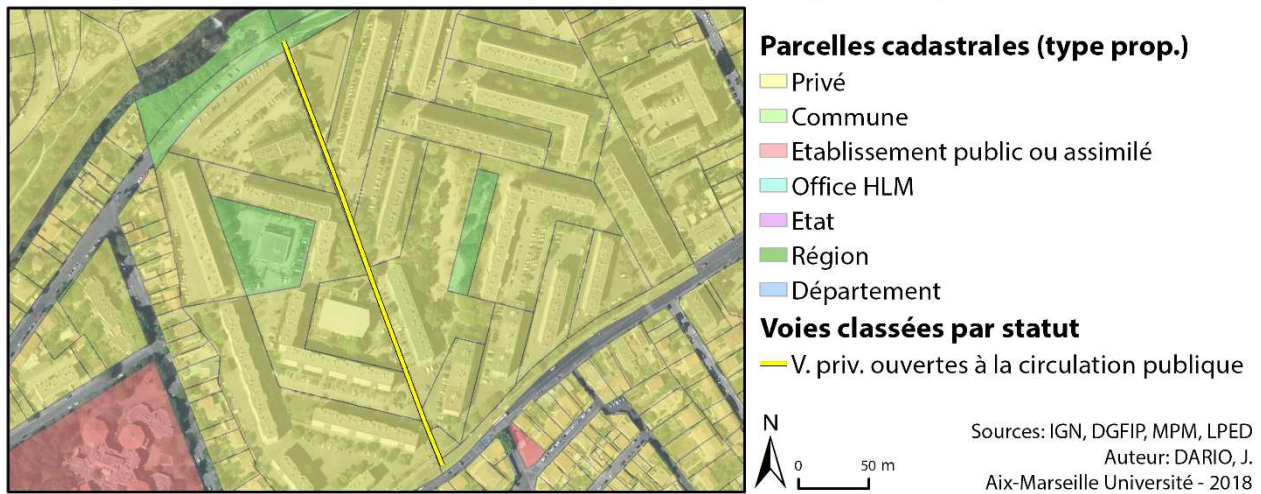 Parcelles cadastrales (type prop.)
Privé
Commune
Etablissement public ou assimilé
Office HLM
Etat
Région
Département
Voies classées par statut
V. priv. ouvertes à la circulation publique
N
0 50 m
Sources: IGN, DGFIP, MPM, LPED
Auteur: DARIO, J.
Aix-Marseille Université - 2018